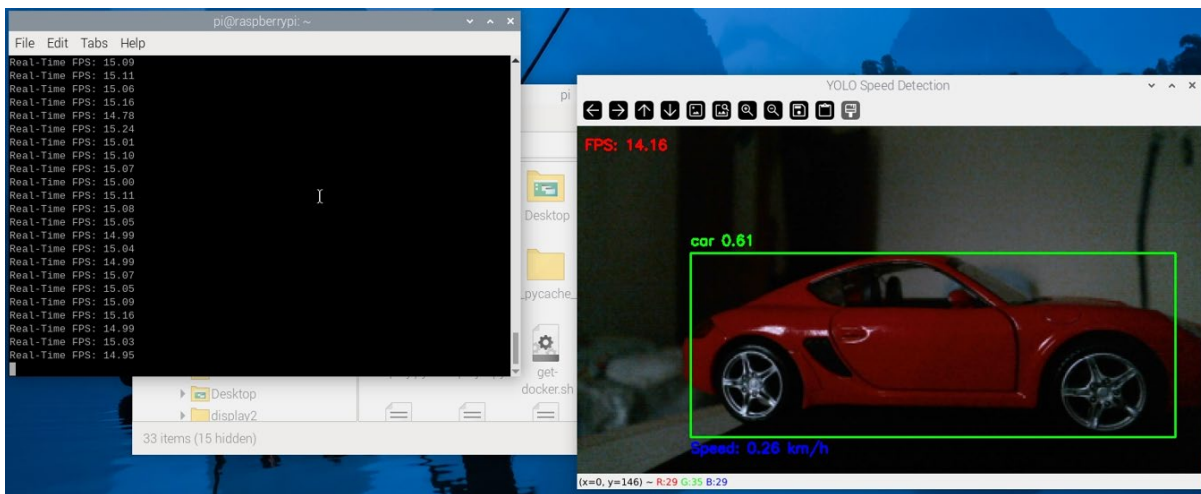 pi@raspberrypi: ~
File Edit Tabs Help
Real-Time FPS: 15.09
Real-Time FPS: 15.11
Real-Time FPS: 15.06
Real-Time FPS: 15.16
Real-Time FPS: 14.78
Real-Time FPS: 15.24
Real-Time FPS: 15.01
Real-Time FPS: 15.10
Real-Time FPS: 15.07
Real-Time FPS: 15.00
Real-Time FPS: 15.11
Real-Time FPS: 15.08
Real-Time FPS: 15.05
Real-Time FPS: 14.99
Real-Time FPS: 15.04
Real-Time FPS: 14.99
Real-Time FPS: 15.07
Real-Time FPS: 15.05
Real-Time FPS: 15.09
Real-Time FPS: 15.16
Real-Time FPS: 14.99
Real-Time FPS: 15.03
Real-Time FPS: 14.95
pi
Desktop
_pycache_
get-
docker.sh
Desktop
display2
33 items (15 hidden)
YOLO Speed Detection
FPS: 14.16
car 0.61
Speed: 0.26 km/h
(x=0, y=146) ~ R:29 G:35 B:29